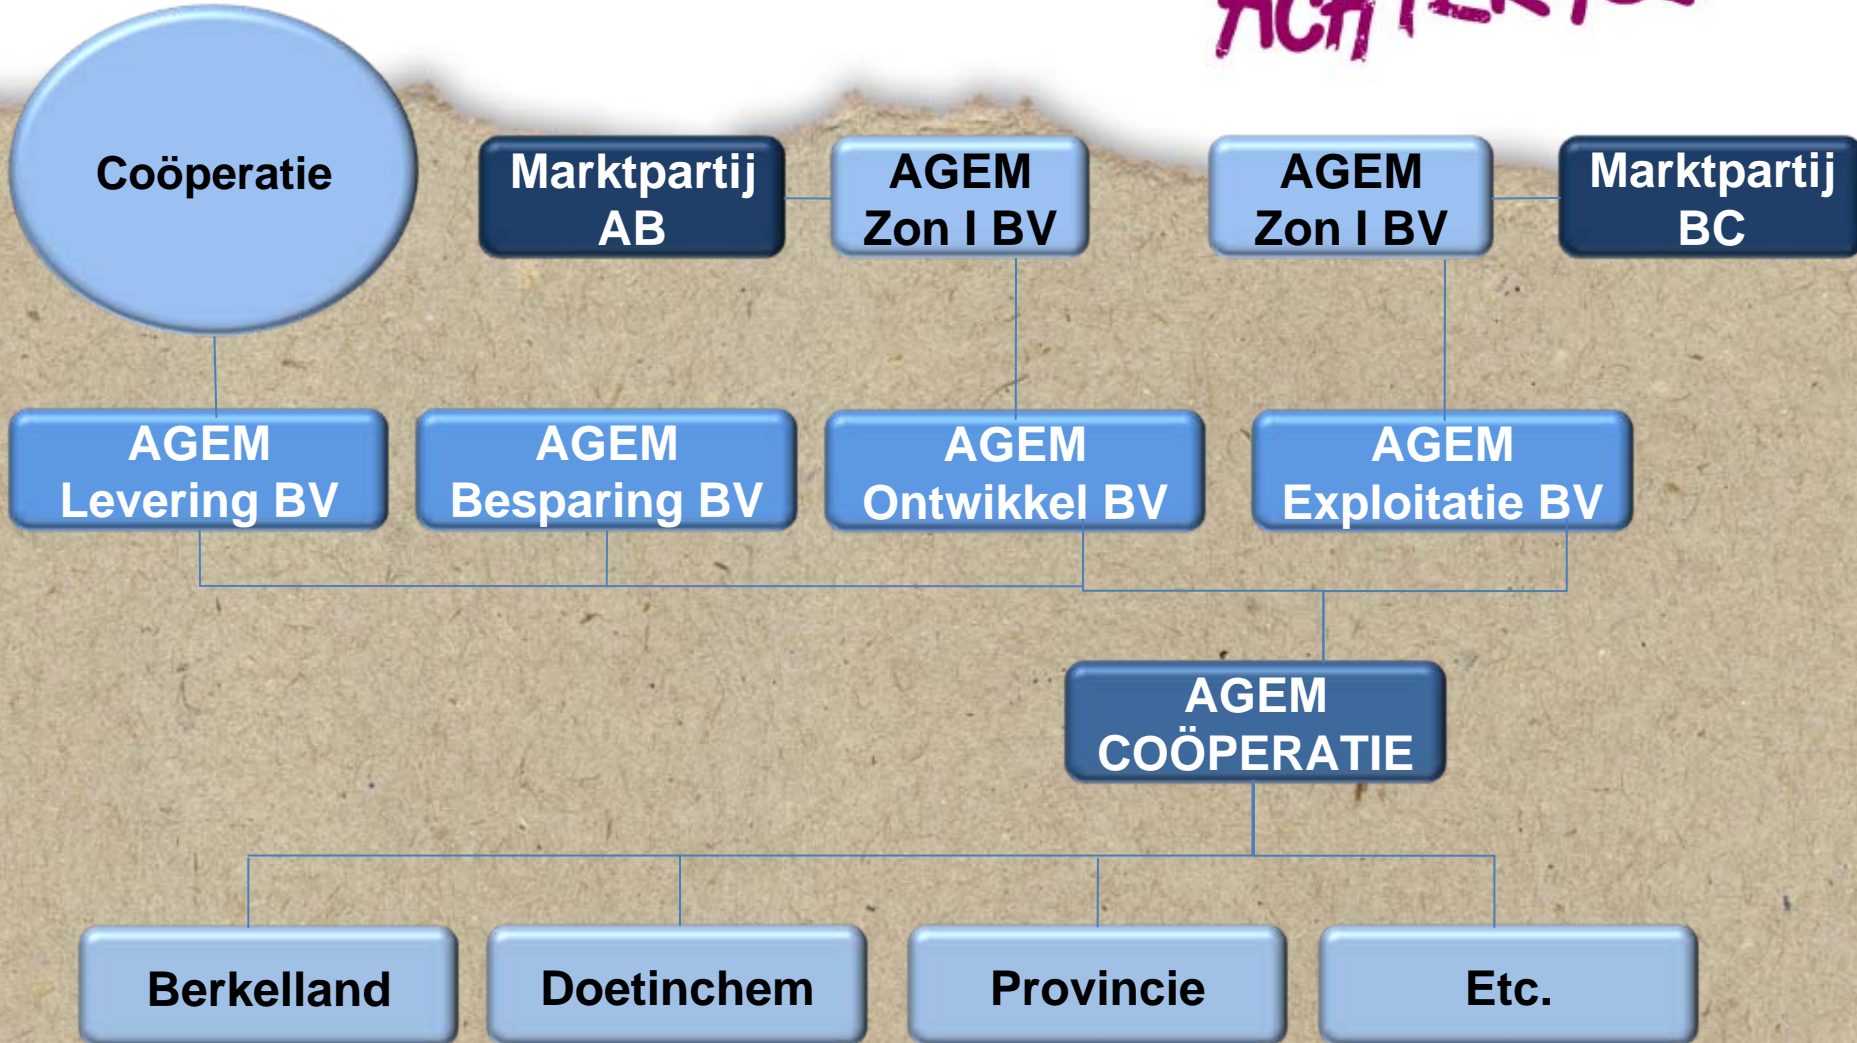 Coöperatie
Marktpartij
AB
AGEM
Zon I BV
AGEM
Zon I BV
Marktpartij
BC
AGEM
Levering BV
AGEM
Besparing BV
AGEM
Ontwikkel BV
AGEM
Exploitatie BV
AGEM
COÖPERATIE
Berkelland
Doetinchem
Provincie
Etc.